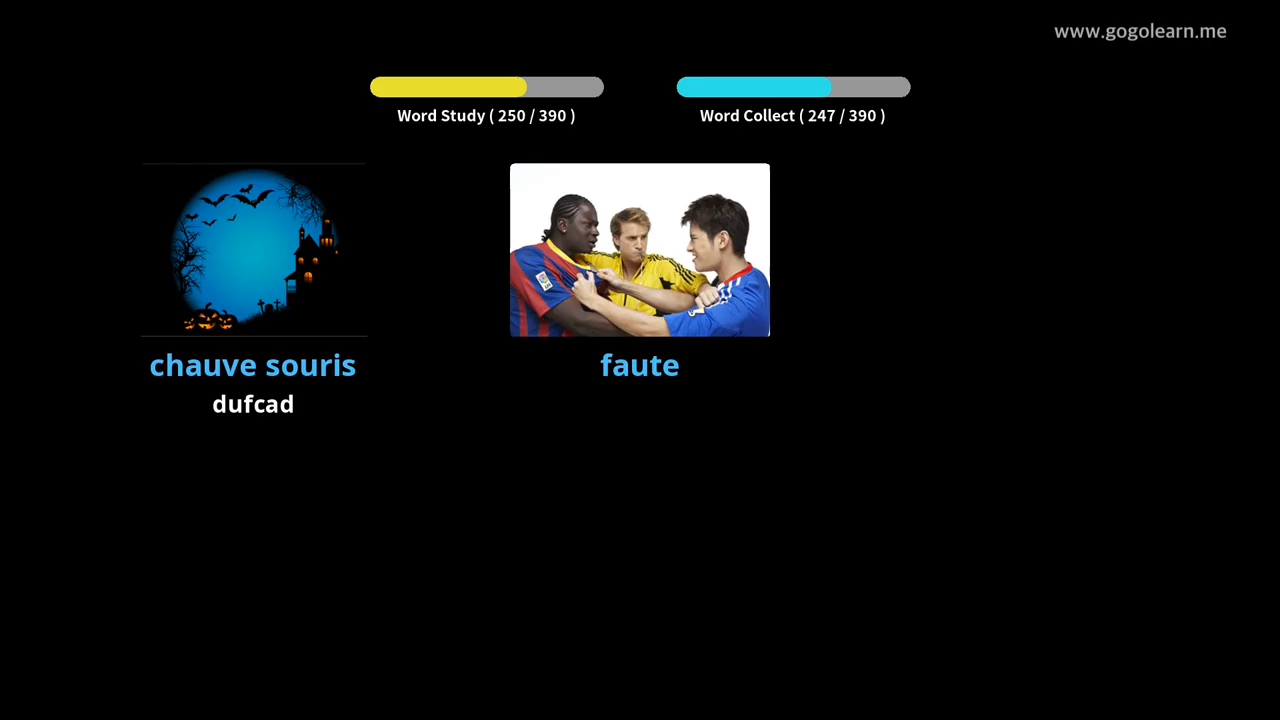 www.gogolearn.me
Word Study ( 250 / 390 )
Word Collect ( 247 / 390 )
chauve souris
dufcad
faute